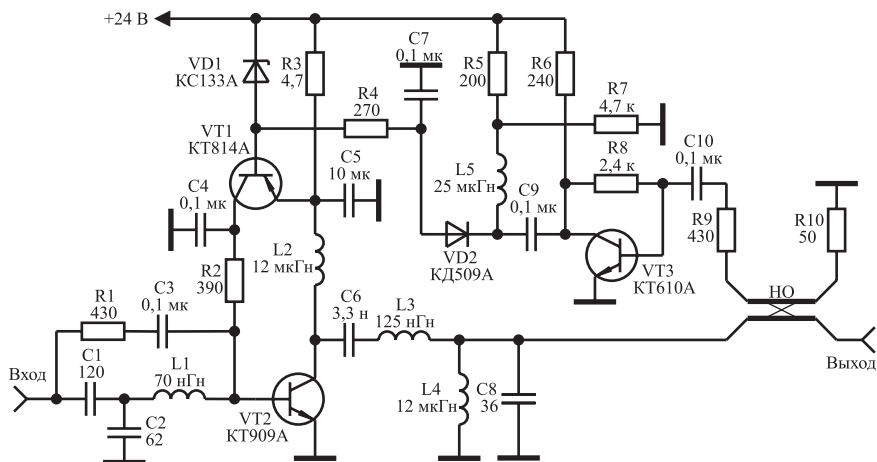 +24 В
VD1
КС133А
R3
4,7
C7
0,1 мк
R5
200
R6
240
R7
4,7 к
R4
270
VT1
КТ814А
C5
10 мк
L5
25 мкГн
R8
2,4 к
C10
0,1 мк
C4
0,1 мк
C9
0,1 мк
R9
430
R10
50
L2
12 мкГн
VD2
КД509А
VT3
КТ610А
R2
390
C3
0,1 мк
R1
430
C6
3,3 н
L3
125 нГн
НО
Вход
C1
120
L1
70 нГн
Выход
L4
12 мкГн
C8
36
C2
62
VT2
КТ909А